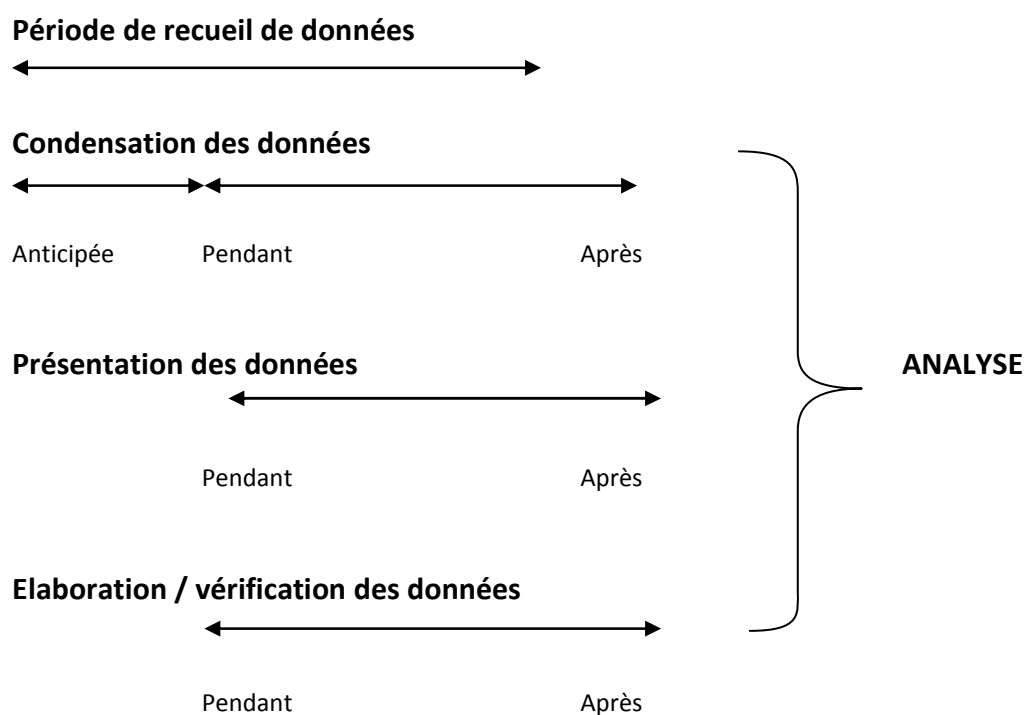 Période de recueil de données
Condensation des données
Anticipée Pendant Après
Présentation des données
ANALYSE
Pendant Après
Elaboration / vérification des données
Pendant Après